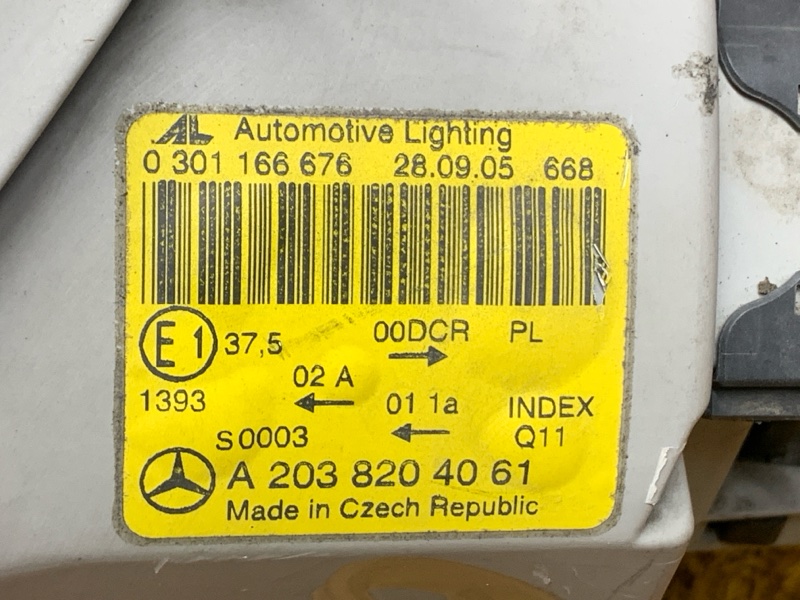 AL Automotive Lighting
0 301 166 676 28.09.05 668
E1 37,5 00DCR PL
→
02 A
1393 ← 01 1a INDEX
S0003 ← Q11
A 203 820 40 61
Made in Czech Republic